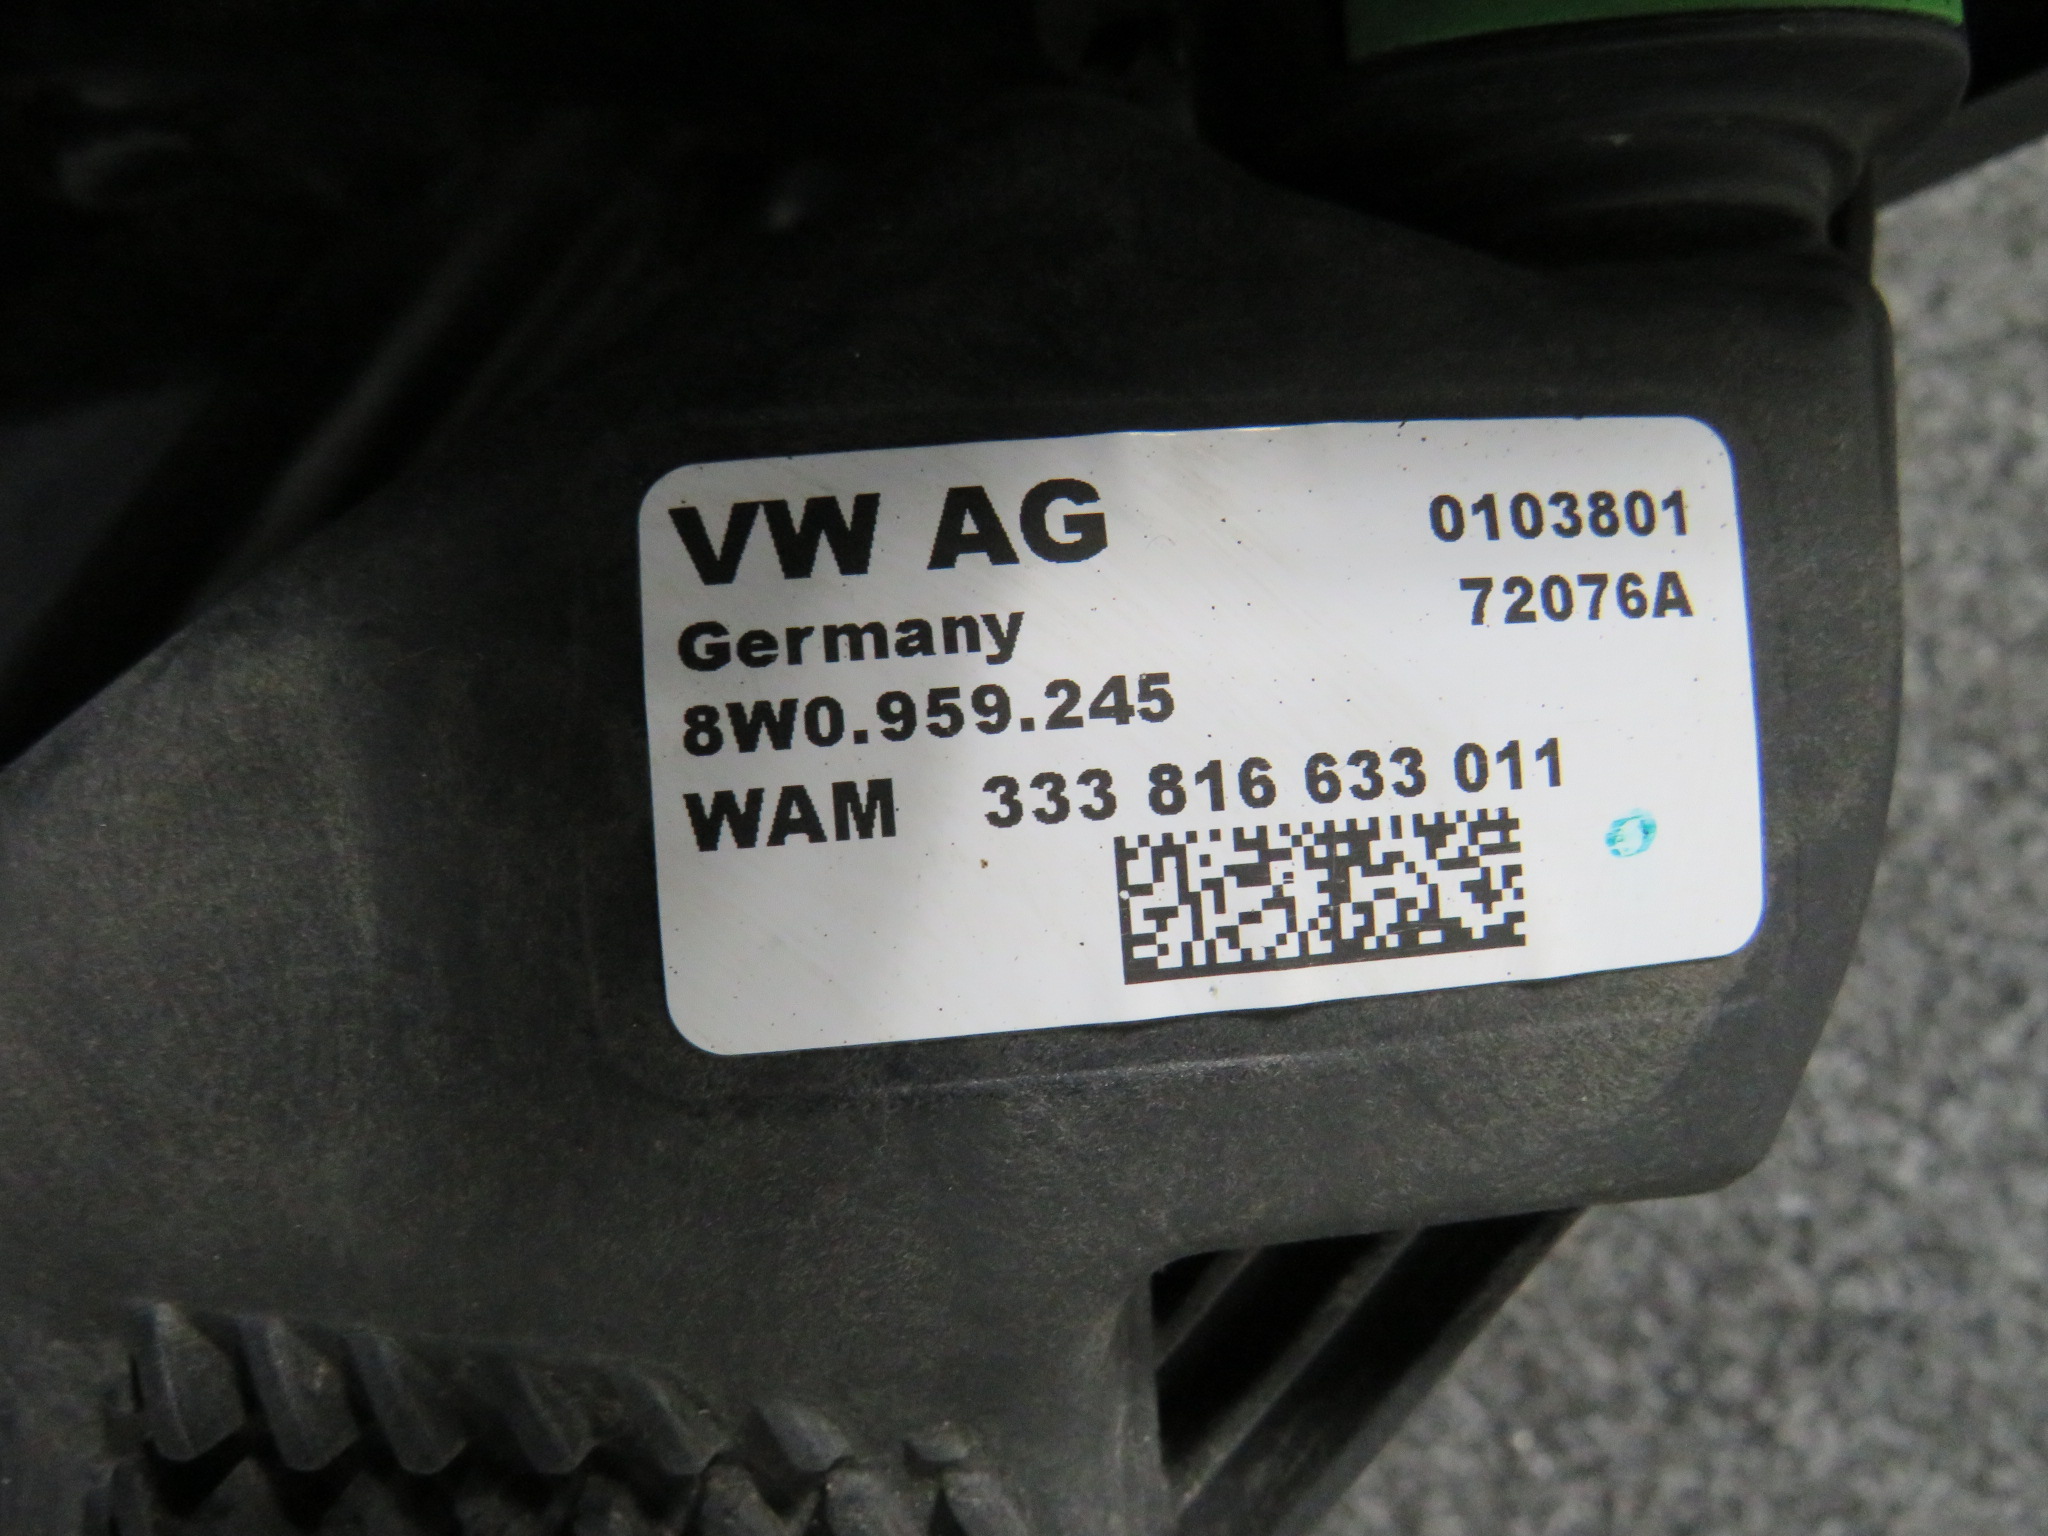 VW AG 0103801
Germany 72076A
8W0.959.245
WAM 333 816 633 011